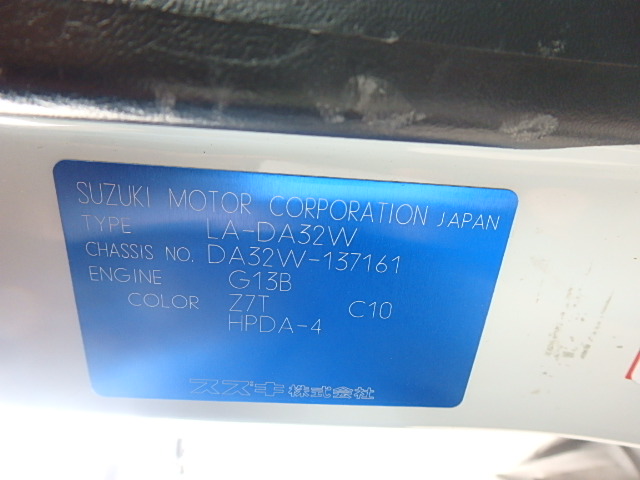 SUZUKI MOTOR CORPORATION JAPAN
TYPE LA-DA32W
CHASSIS NO. DA32W-137161
ENGINE G13B
COLOR Z7T C10
HPDA-4
スズキ株式会社